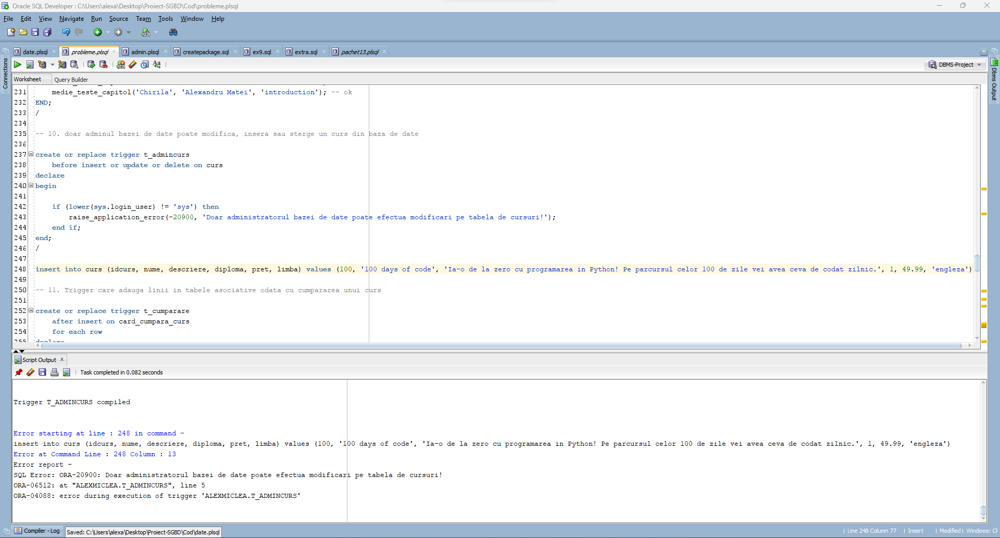 Oracle SQL Developer : C:\Users\alexa\Desktop\Proiect-SGBD\Cod\probleme.plsql
File Edit View Navigate Run Source Team Tools Window Help
date.plsql probleme.plsql admin.plsql createpackage.sql ex9.sql extra.sql pachet13.plsql
Connections
DBMS-Project
Dbms Output
Worksheet Query Builder
231 medie_teste_capitol('Chirila', 'Alexandru Matei', 'introduction'); -- ok
232 END;
233 /
234
235 -- 10. doar adminul bazei de date poate modifica, insera sau sterge un curs din baza de date
236
237 create or replace trigger t_admincurs
238 before insert or update or delete on curs
239 declare
240 begin
241
242 if (lower(sys.login_user) != 'sys') then
243 raise_application_error(-20900, 'Doar administratorul bazei de date poate efectua modificari pe tabela de cursuri!');
244 end if;
245 end;
246 /
247
248 insert into curs (idcurs, nume, descriere, diploma, pret, limba) values (100, '100 days of code', 'Ia-o de la zero cu programarea in Python! Pe parcursul celor 100 de zile vei avea ceva de codat zilnic.', 1, 49.99, 'engleza')
249
250 -- 11. Trigger care adauga linii in tabele asociative odata cu cumpararea unui curs
251
252 create or replace trigger t_cumparare
253 after insert on card_cumpara_curs
254 for each row
255 declare
Script Output x
Task completed in 0.082 seconds
Trigger T_ADMINCURS compiled
Error starting at line : 248 in command -
insert into curs (idcurs, nume, descriere, diploma, pret, limba) values (100, '100 days of code', 'Ia-o de la zero cu programarea in Python! Pe parcursul celor 100 de zile vei avea ceva de codat zilnic.', 1, 49.99, 'engleza')
Error at Command Line : 248 Column : 13
Error report -
SQL Error: ORA-20900: Doar administratorul bazei de date poate efectua modificari pe tabela de cursuri!
ORA-06512: at "ALEXMICLEA.T_ADMINCURS", line 5
ORA-04088: error during execution of trigger 'ALEXMICLEA.T_ADMINCURS'
Compiler - Log Saved: C:\Users\alexa\Desktop\Proiect-SGBD\Cod\date.plsql
| Line 248 Column 77 | Insert | Modified | Windows: CF